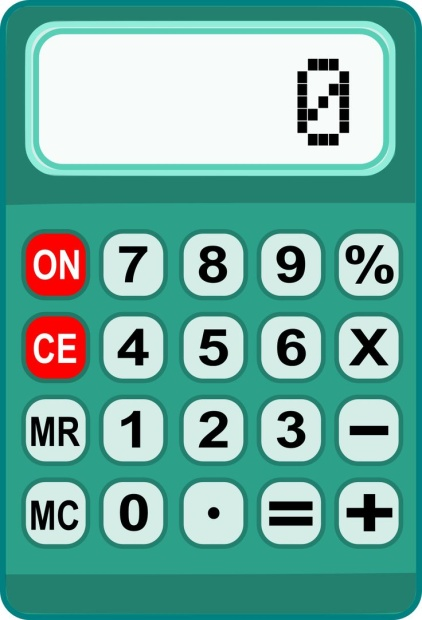 0
ON 7 8 9 %
CE 4 5 6 X
MR 1 2 3 −
MC 0 . = +